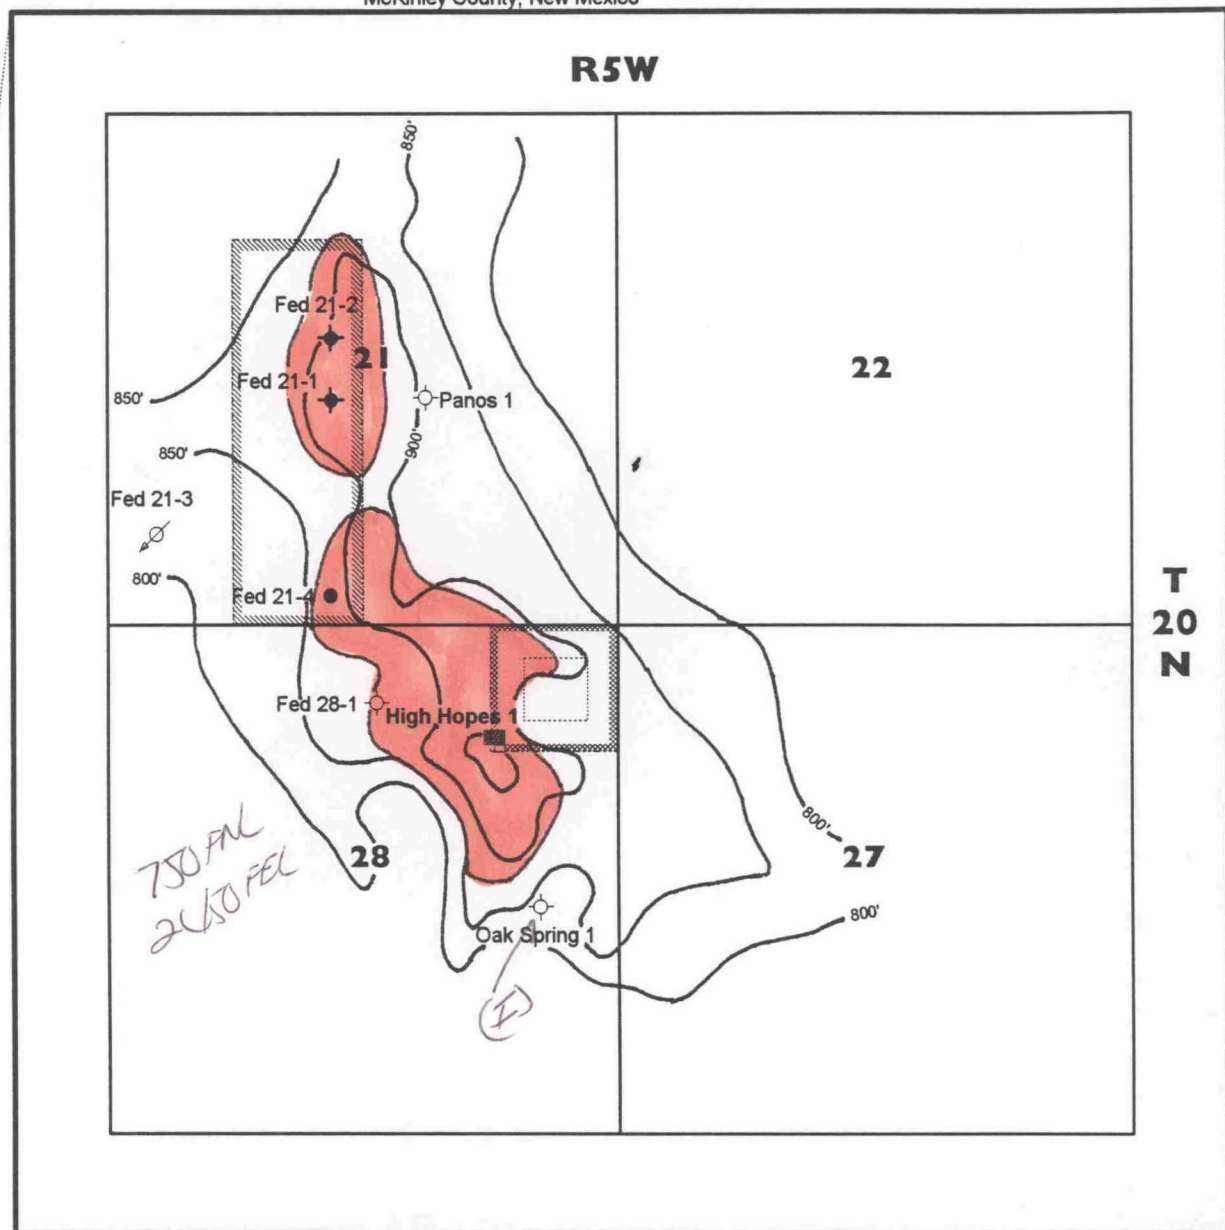 McKinley County, New Mexico
R5W
850'
Fed 21-2
21
22
Fed 21-1
850'
Panos 1
900'
850'
Fed 21-3
800'
Fed 21-4
T
20
N
Fed 28-1
High Hopes 1
800'
750 FNL
2450 FEL
28
27
800'
Oak Spring 1
(I)